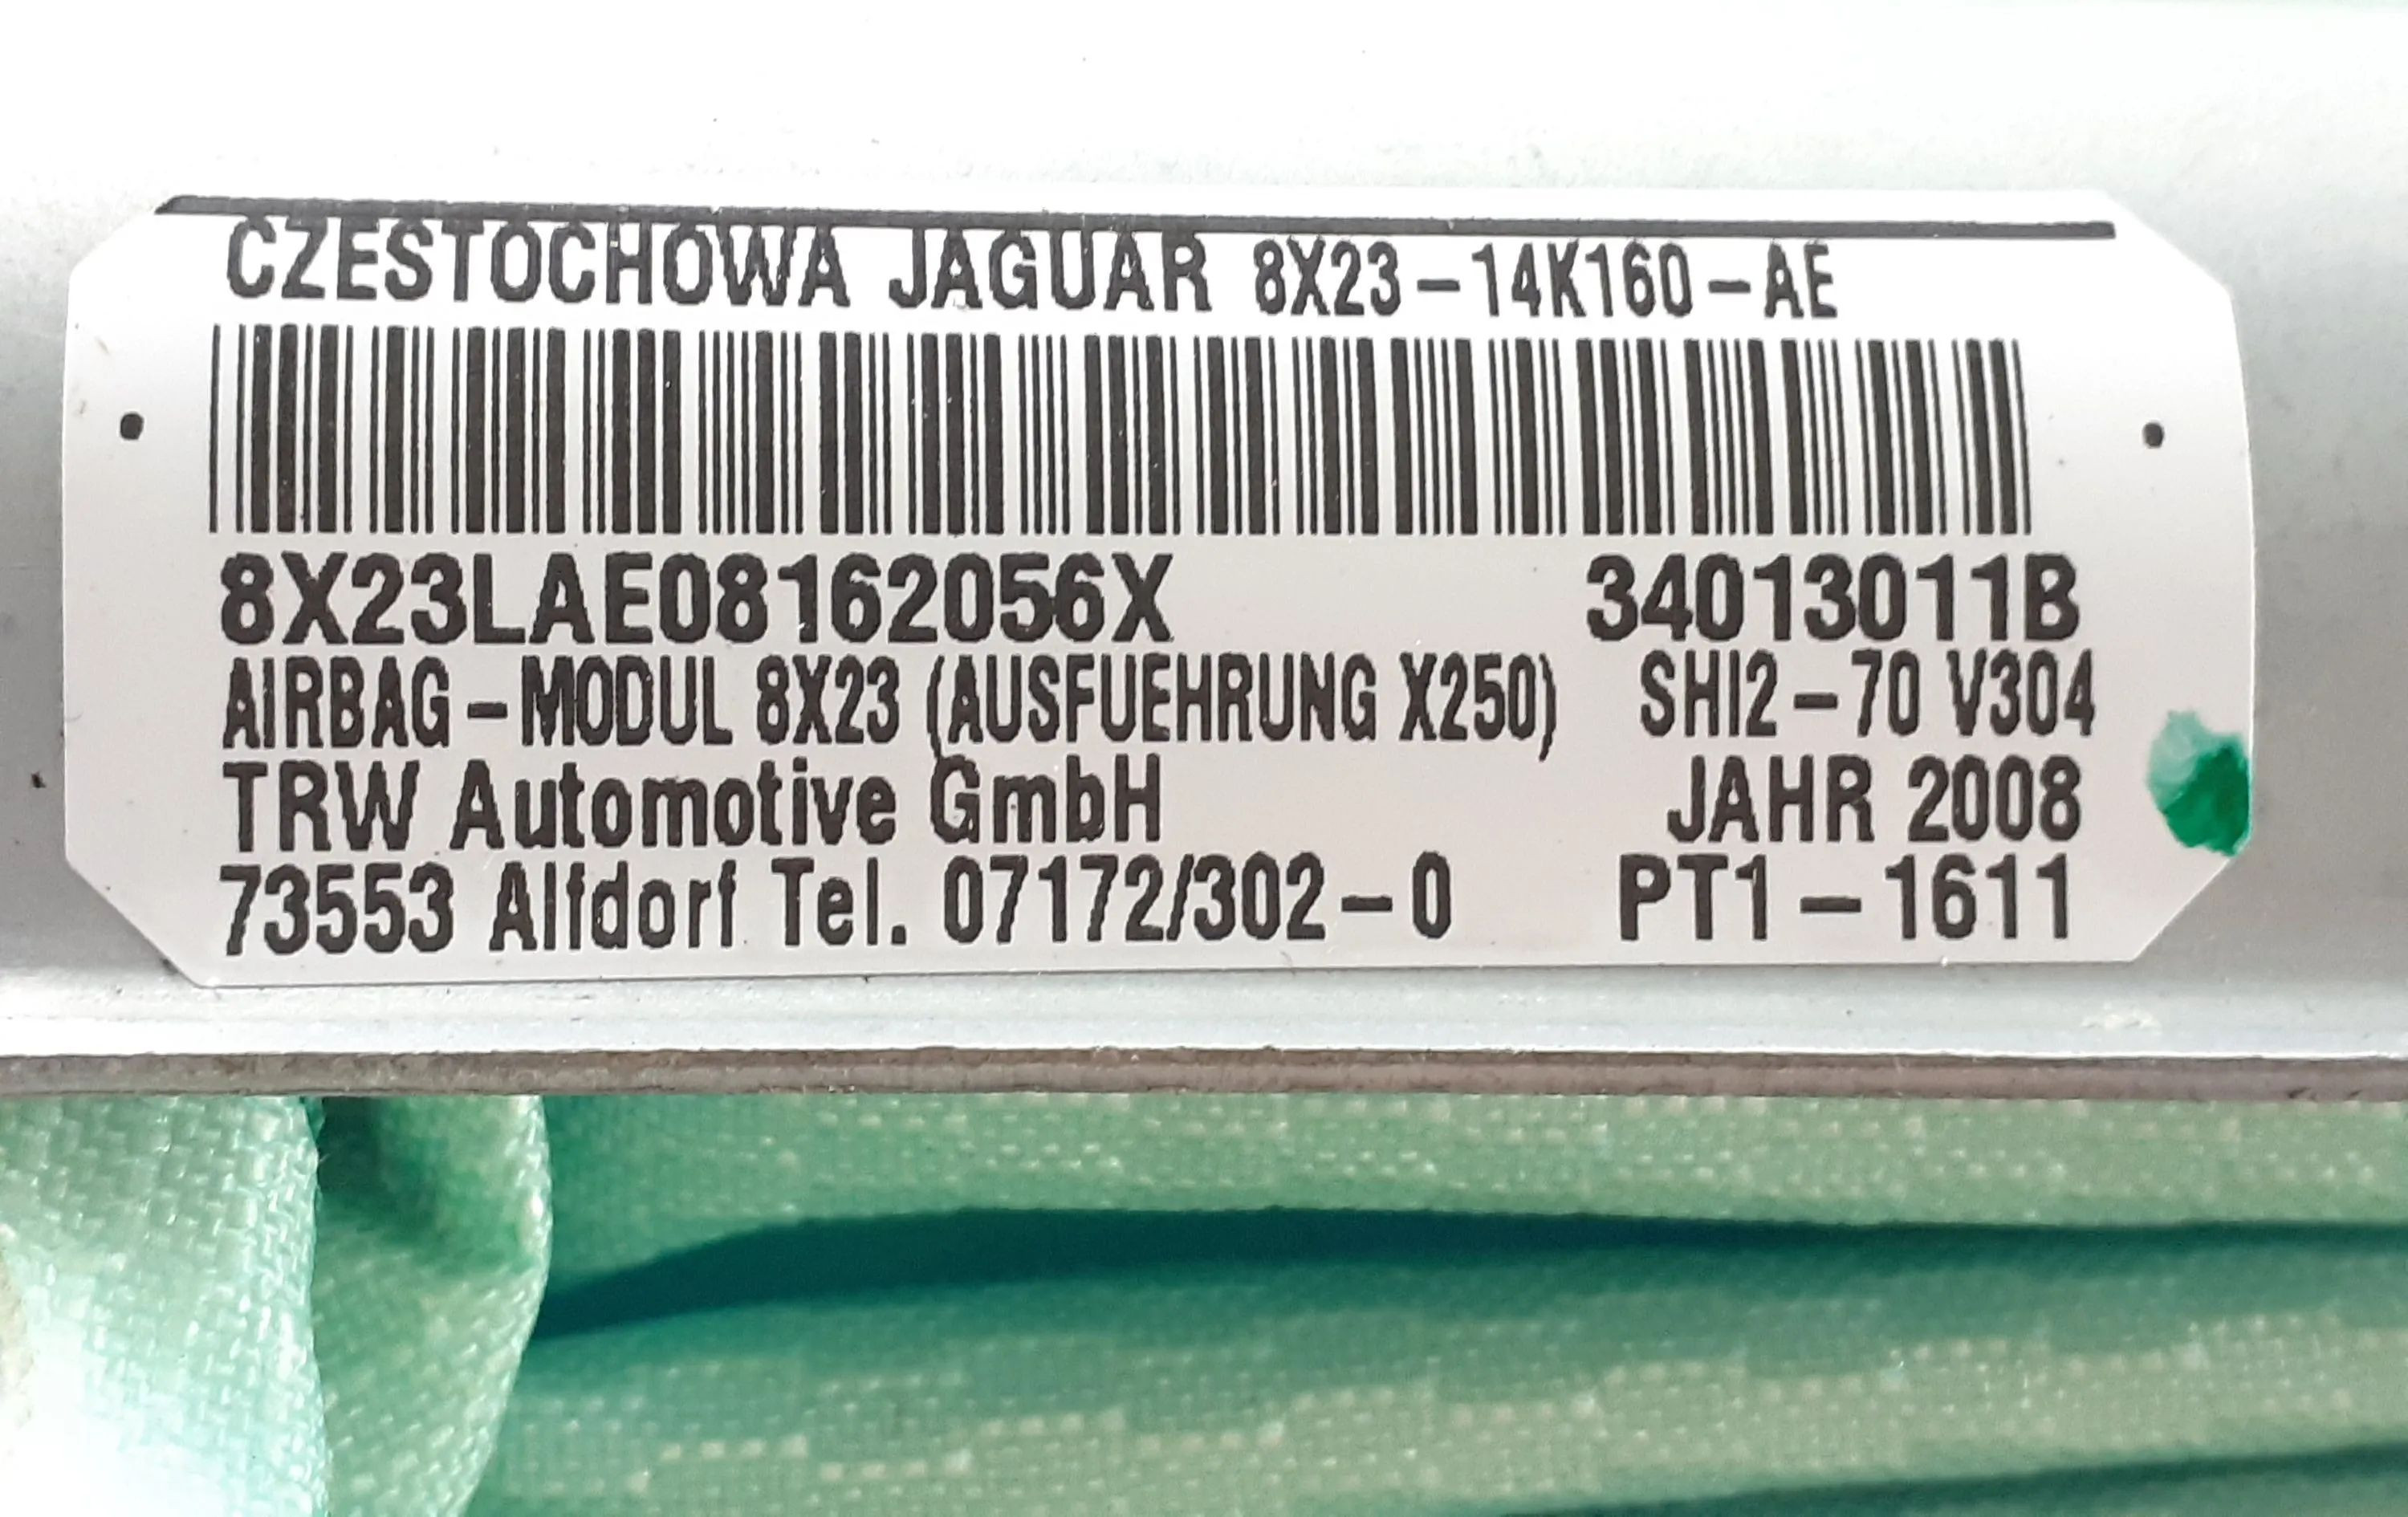 CZESTOCHOWA JAGUAR 8X23-14K160-AE
8X23LAE08162056X 34013011B
AIRBAG-MODUL 8X23 (AUSFUEHRUNG X250) SHI2-70 V304
TRW Automotive GmbH JAHR 2008
73553 Alfdorf Tel. 07172/302-0 PT1-1611